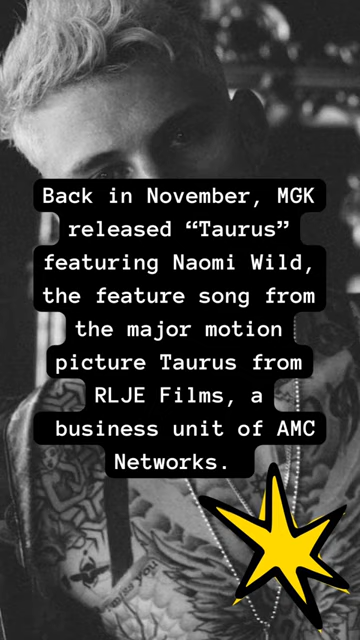 Back in November, MGK
released “Taurus”
featuring Naomi Wild,
the feature song from
the major motion
picture Taurus from
RLJE Films, a
business unit of AMC
Networks.